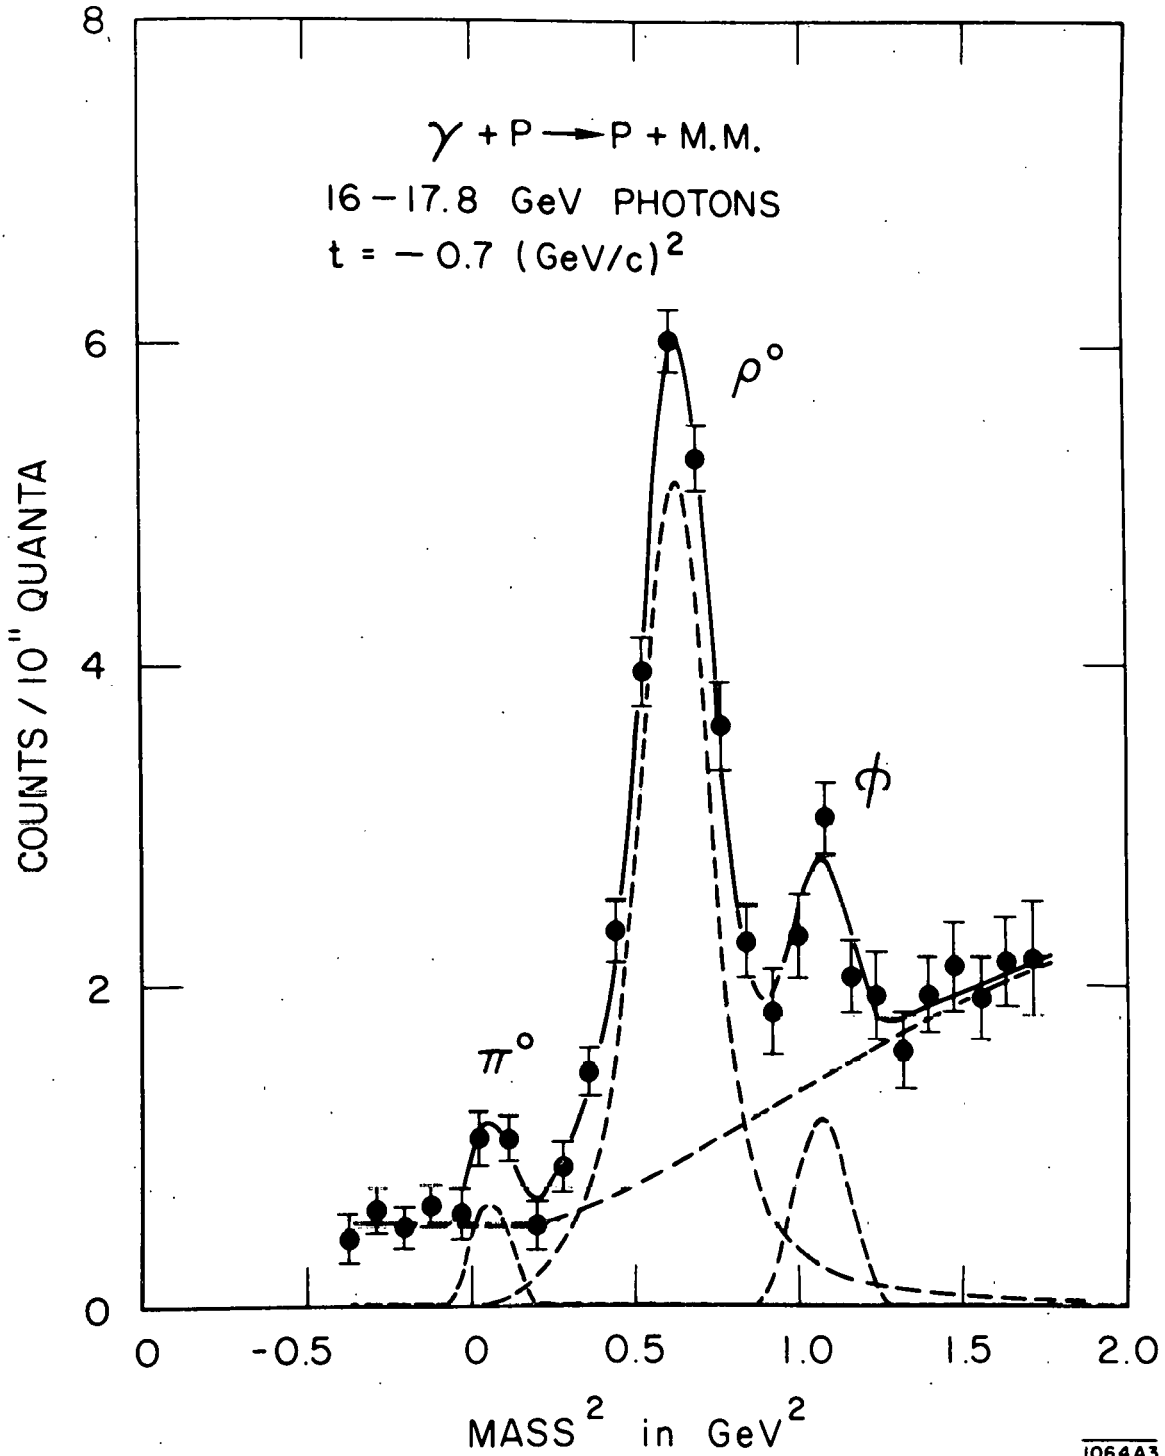 8
γ + P → P + M.M.
16 – 17.8 GeV PHOTONS
t = – 0.7 (GeV/c)²
6
ρ°
4
ϕ
2
π°
0
COUNTS / 10" QUANTA
0 -0.5 0 0.5 1.0 1.5 2.0
MASS² in GeV²
1064A3